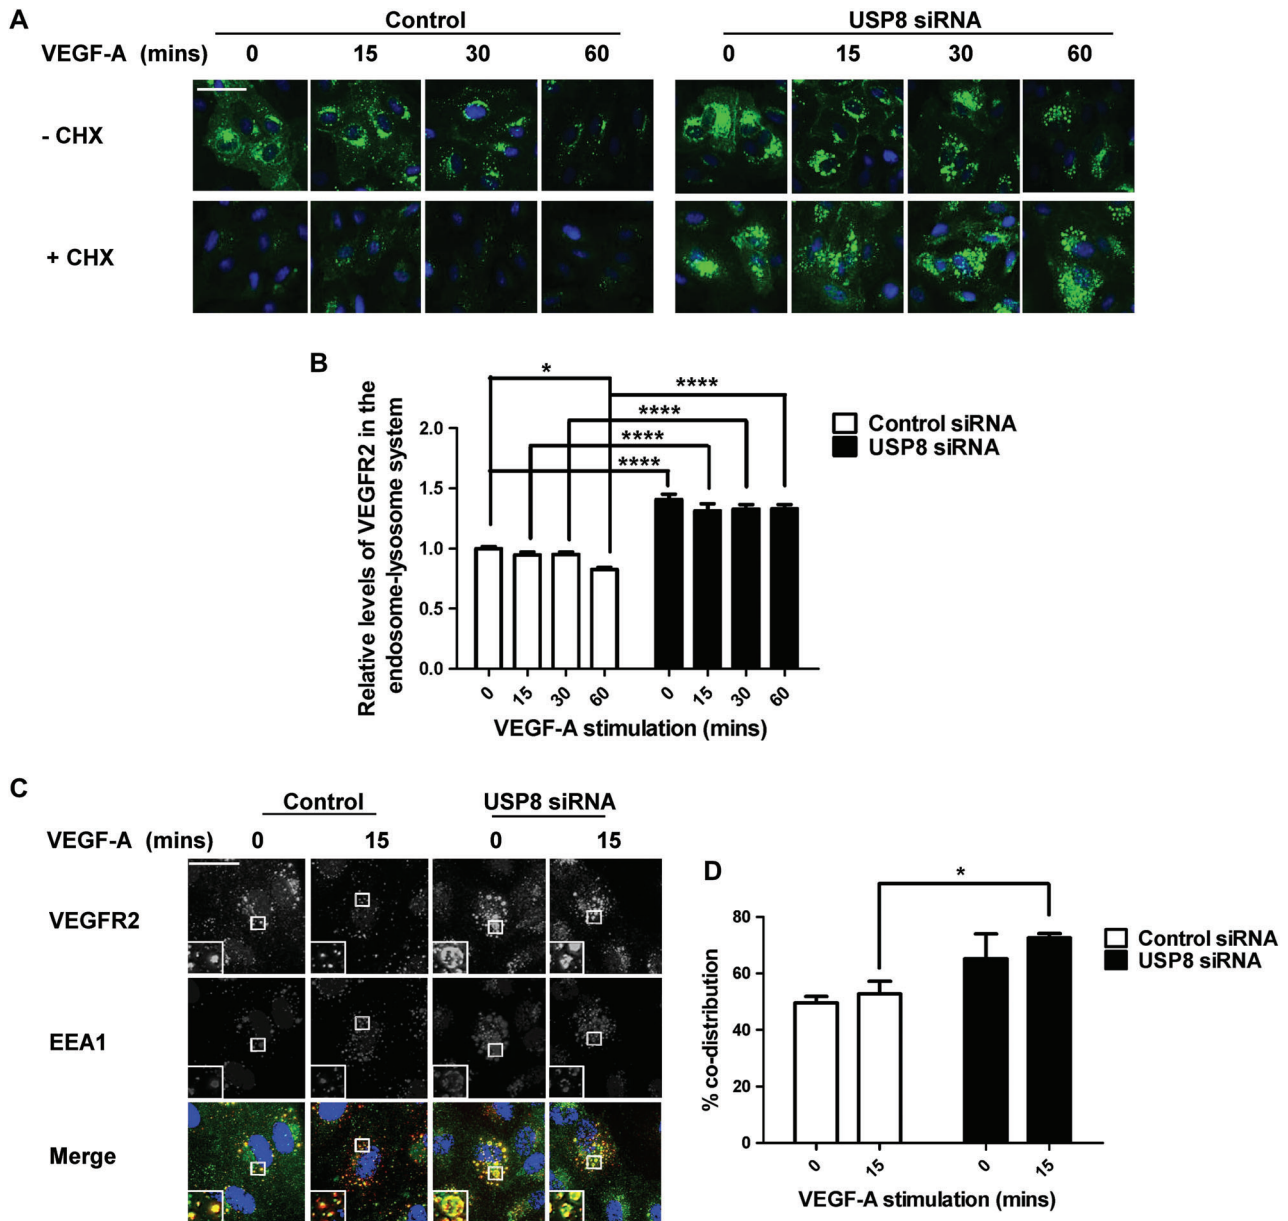 A
Control
USP8 siRNA
VEGF-A (mins) 0 15 30 60 0 15 30 60
- CHX
+ CHX
B
Relative levels of VEGFR2 in the
endosome-lysosome system
2.0
1.5
1.0
0.5
0.0
*
****
****
****
****
Control siRNA
USP8 siRNA
0 15 30 60 0 15 30 60
VEGF-A stimulation (mins)
C
Control
USP8 siRNA
VEGF-A (mins) 0 15 0 15
VEGFR2
EEA1
Merge
D
% co-distribution
80
60
40
20
0
*
Control siRNA
USP8 siRNA
0 15 0 15
VEGF-A stimulation (mins)